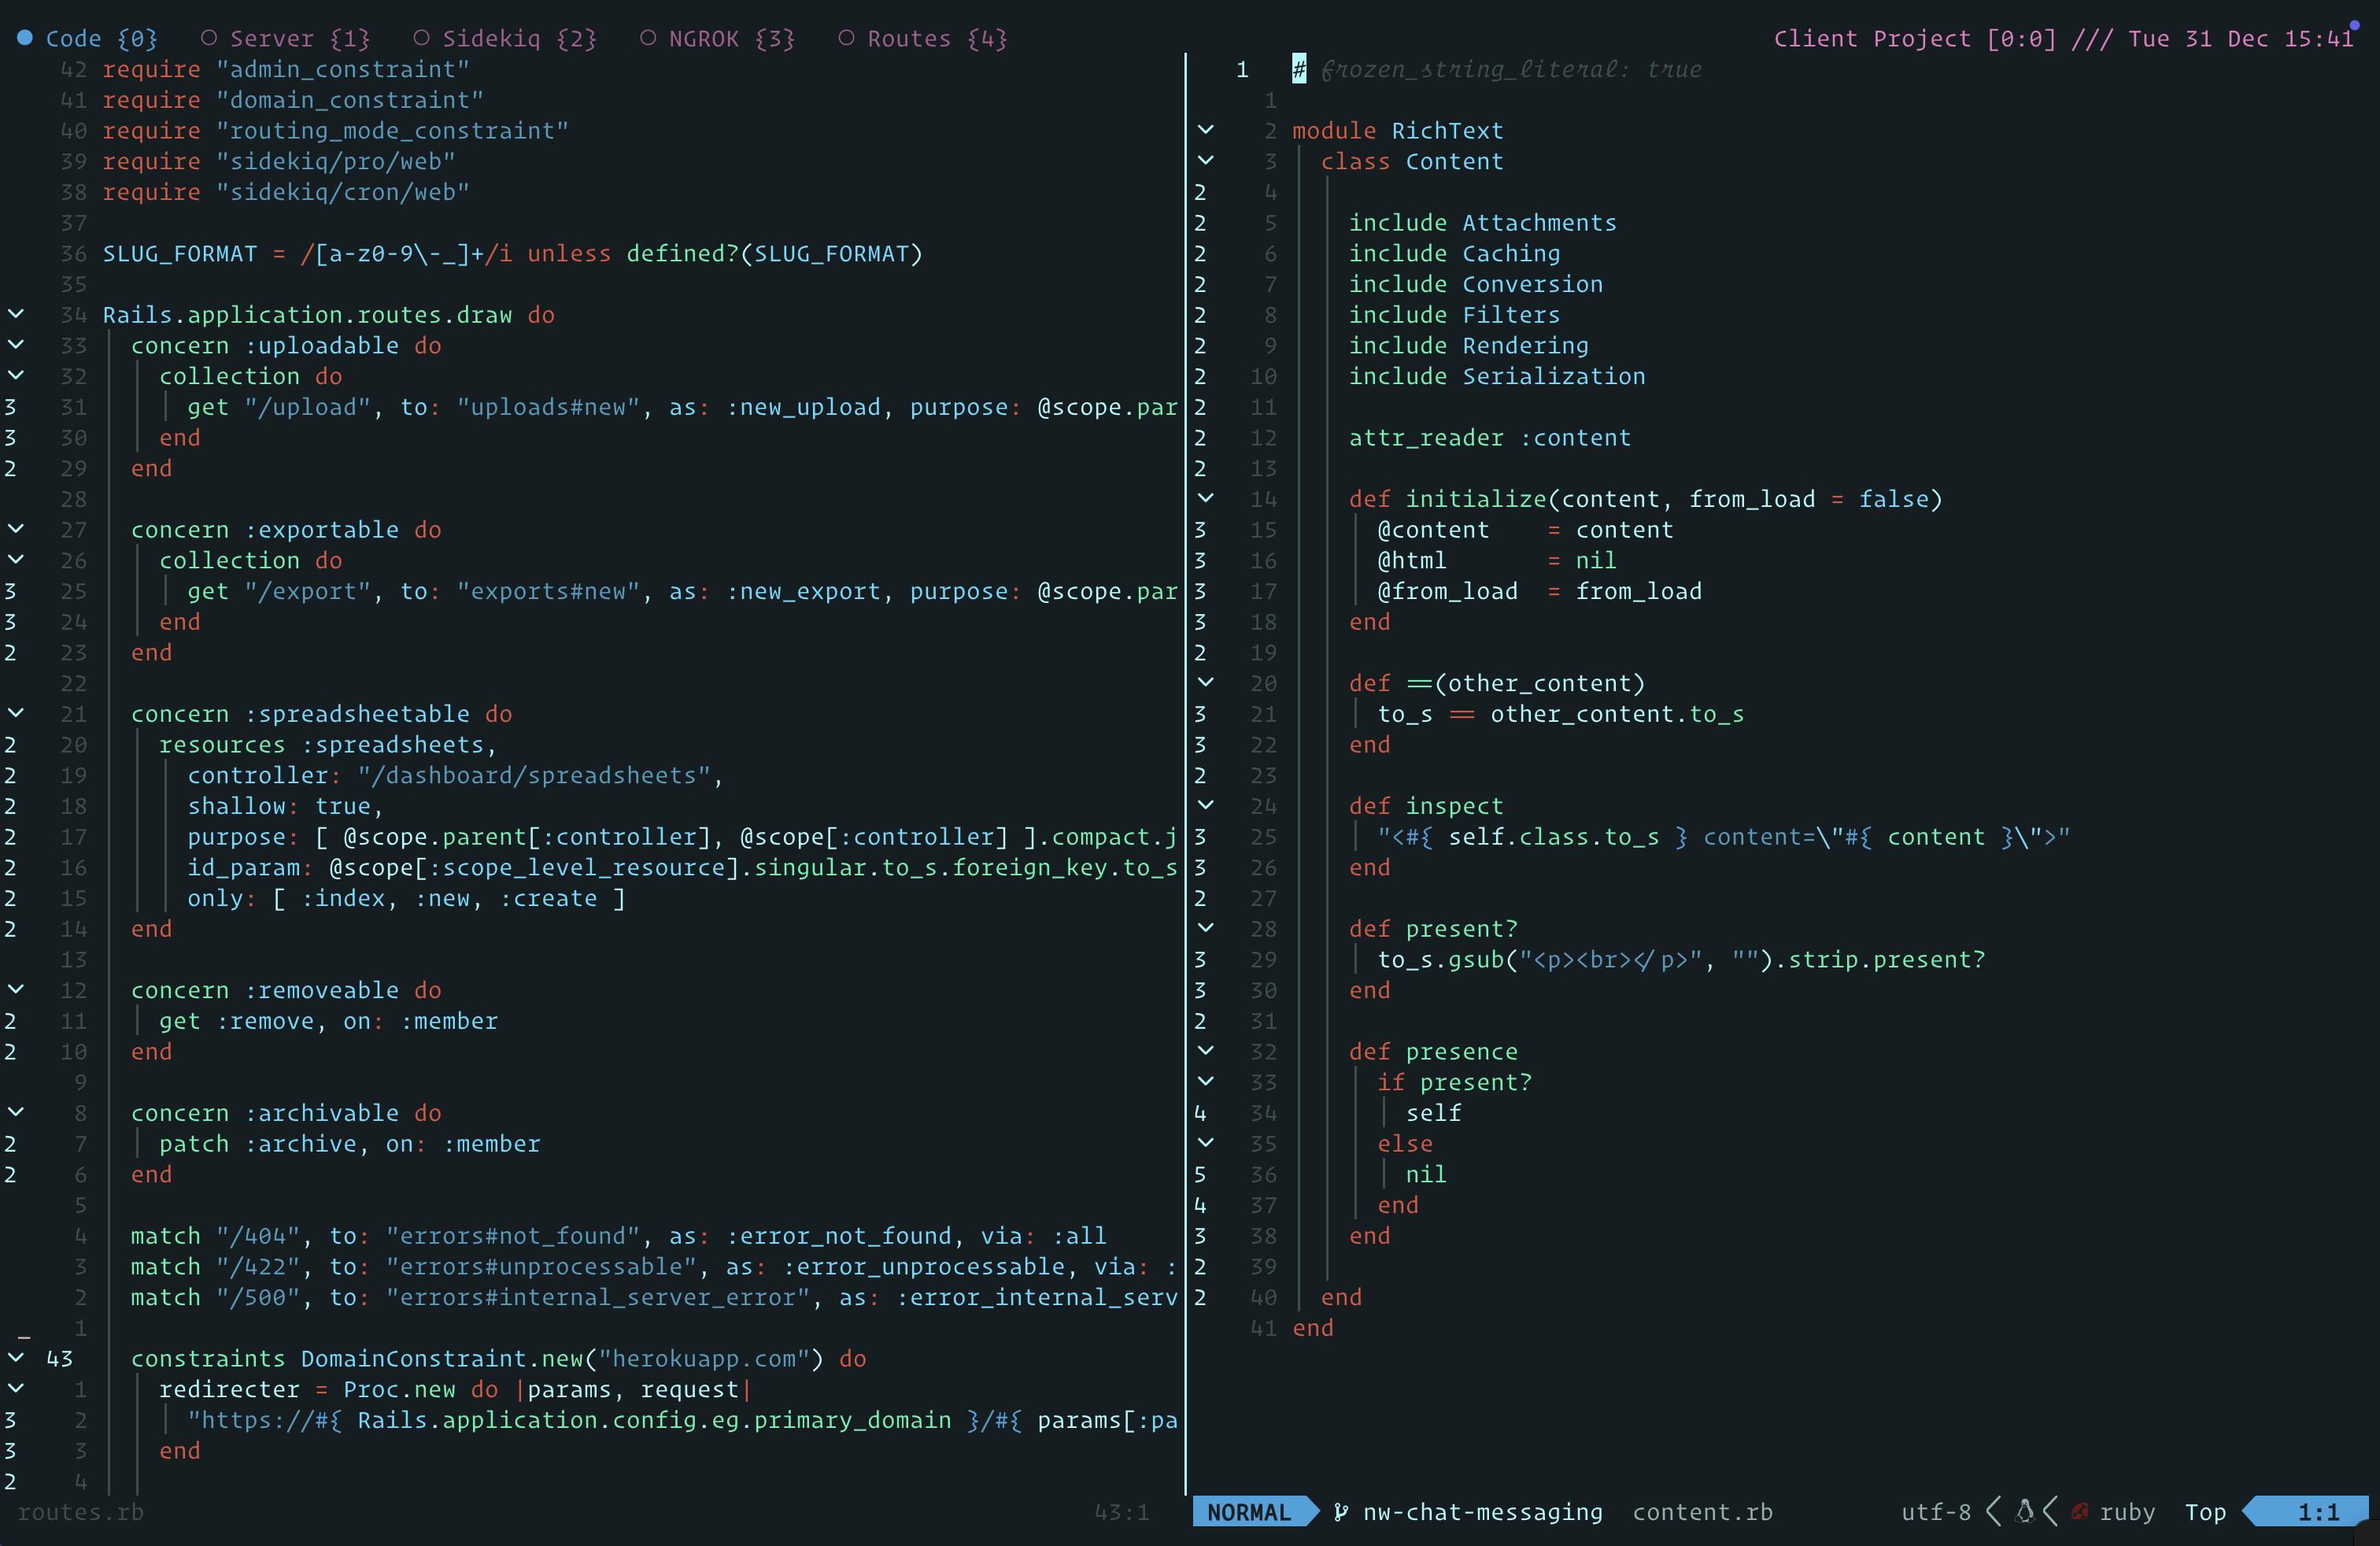 Code {0} Server {1} Sidekiq {2} NGROK {3} Routes {4} Client Project [0:0] /// Tue 31 Dec 15:41
42 require "admin_constraint"
41 require "domain_constraint"
40 require "routing_mode_constraint"
39 require "sidekiq/pro/web"
38 require "sidekiq/cron/web"
37
36 SLUG_FORMAT = /[a-z0-9\-_]+/i unless defined?(SLUG_FORMAT)
35
34 Rails.application.routes.draw do
33 concern :uploadable do
32 collection do
3 31 get "/upload", to: "uploads#new", as: :new_upload, purpose: @scope.par
3 30 end
2 29 end
28
27 concern :exportable do
26 collection do
3 25 get "/export", to: "exports#new", as: :new_export, purpose: @scope.par
3 24 end
2 23 end
22
21 concern :spreadsheetable do
2 20 resources :spreadsheets,
2 19 controller: "/dashboard/spreadsheets",
2 18 shallow: true,
2 17 purpose: [ @scope.parent[:controller], @scope[:controller] ].compact.j
2 16 id_param: @scope[:scope_level_resource].singular.to_s.foreign_key.to_s
2 15 only: [ :index, :new, :create ]
2 14 end
13
12 concern :removeable do
2 11 get :remove, on: :member
2 10 end
9
8 concern :archivable do
2 7 patch :archive, on: :member
2 6 end
5
4 match "/404", to: "errors#not_found", as: :error_not_found, via: :all
3 match "/422", to: "errors#unprocessable", as: :error_unprocessable, via: :
2 match "/500", to: "errors#internal_server_error", as: :error_internal_serv
_ 1
43 constraints DomainConstraint.new("herokuapp.com") do
1 redirecter = Proc.new do |params, request|
3 2 "https://#{ Rails.application.config.eg.primary_domain }/#{ params[:pa
3 3 end
2 4
routes.rb 43:1
1 # frozen_string_literal: true
1
2 module RichText
3 class Content
2 4
2 5 include Attachments
2 6 include Caching
2 7 include Conversion
2 8 include Filters
2 9 include Rendering
2 10 include Serialization
2 11
2 12 attr_reader :content
2 13
14 def initialize(content, from_load = false)
3 15 @content = content
3 16 @html = nil
3 17 @from_load = from_load
3 18 end
2 19
20 def ==(other_content)
3 21 to_s == other_content.to_s
3 22 end
2 23
24 def inspect
3 25 "<#{ self.class.to_s } content=\"#{ content }\">"
3 26 end
2 27
28 def present?
3 29 to_s.gsub("<p><br></p>", "").strip.present?
3 30 end
2 31
32 def presence
33 if present?
4 34 self
35 else
5 36 nil
4 37 end
3 38 end
2 39
2 40 end
41 end
NORMAL nw-chat-messaging content.rb utf-8 ruby Top 1:1